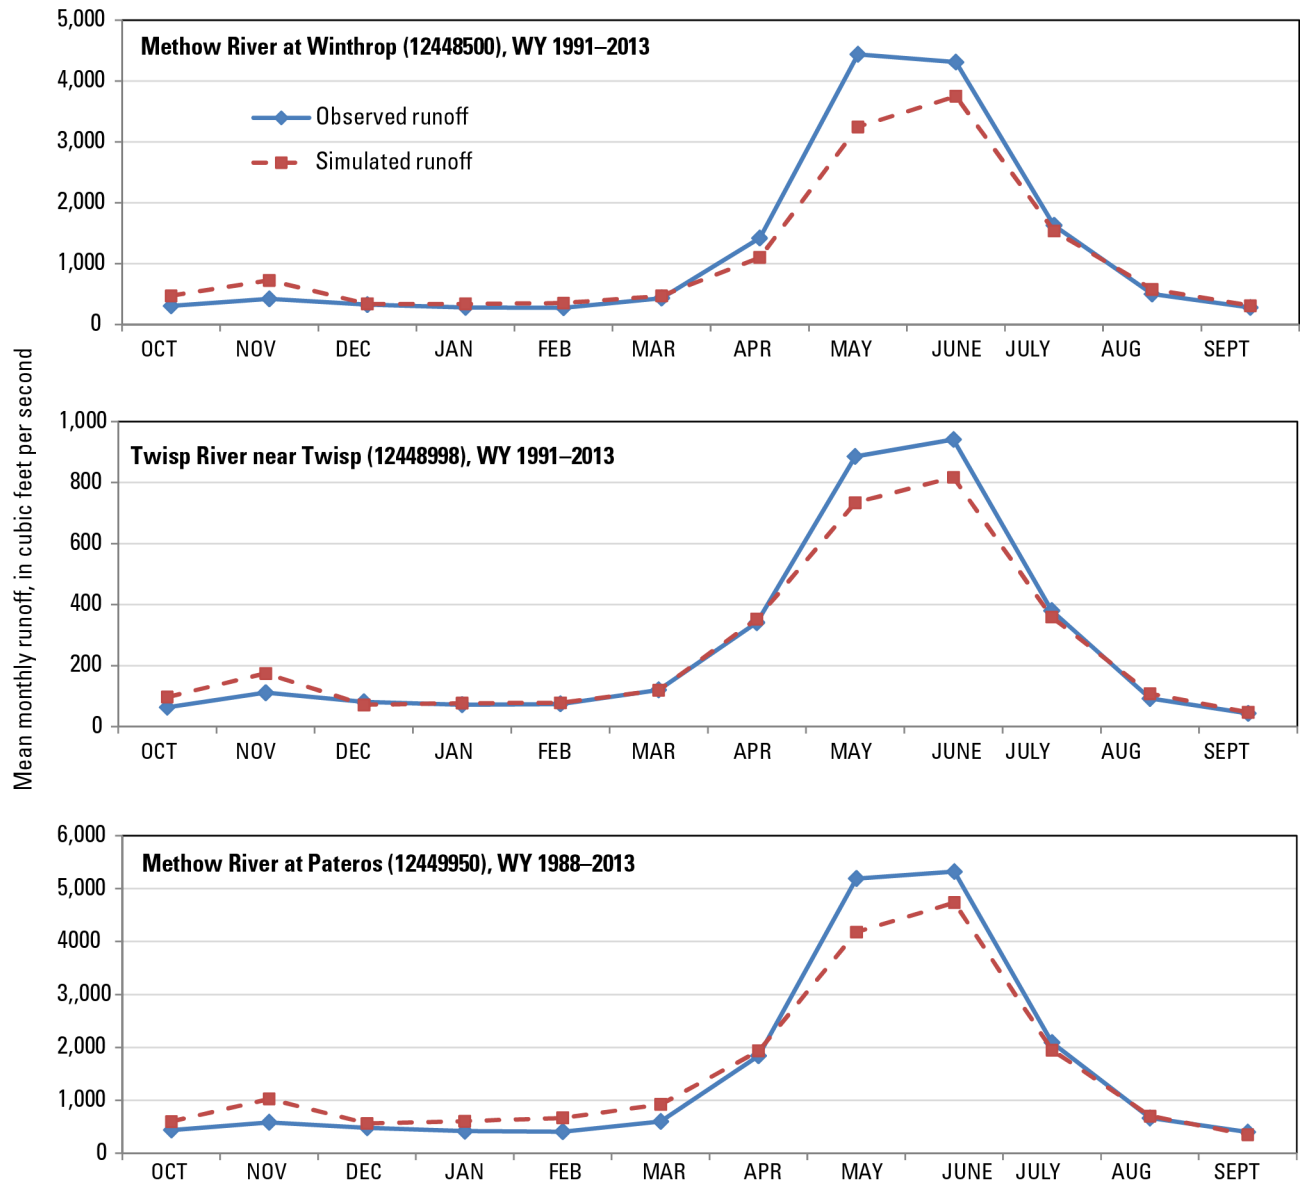 Mean monthly runoff, in cubic feet per second
5,000
Methow River at Winthrop (12448500), WY 1991–2013
4,000
Observed runoff
3,000
Simulated runoff
2,000
1,000
0
OCT NOV DEC JAN FEB MAR APR MAY JUNE JULY AUG SEPT
1,000
Twisp River near Twisp (12448998), WY 1991–2013
800
600
400
200
0
OCT NOV DEC JAN FEB MAR APR MAY JUNE JULY AUG SEPT
6,000
Methow River at Pateros (12449950), WY 1988–2013
5,000
4000
3,000
2,000
1,000
0
OCT NOV DEC JAN FEB MAR APR MAY JUNE JULY AUG SEPT